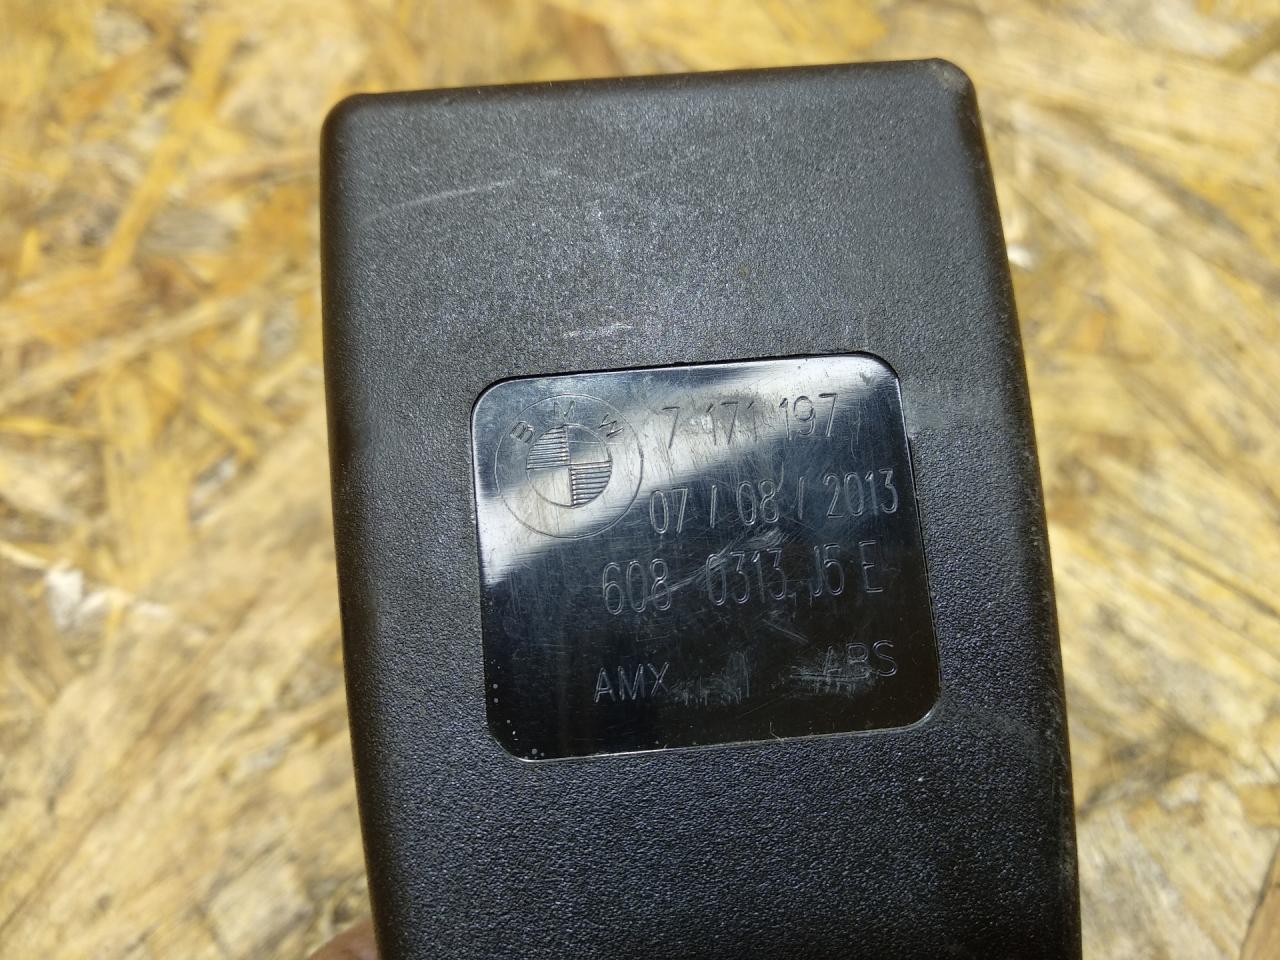 BMW 7 171 197
07 / 08 / 2013
608 0313 J5 E
AMX ABS